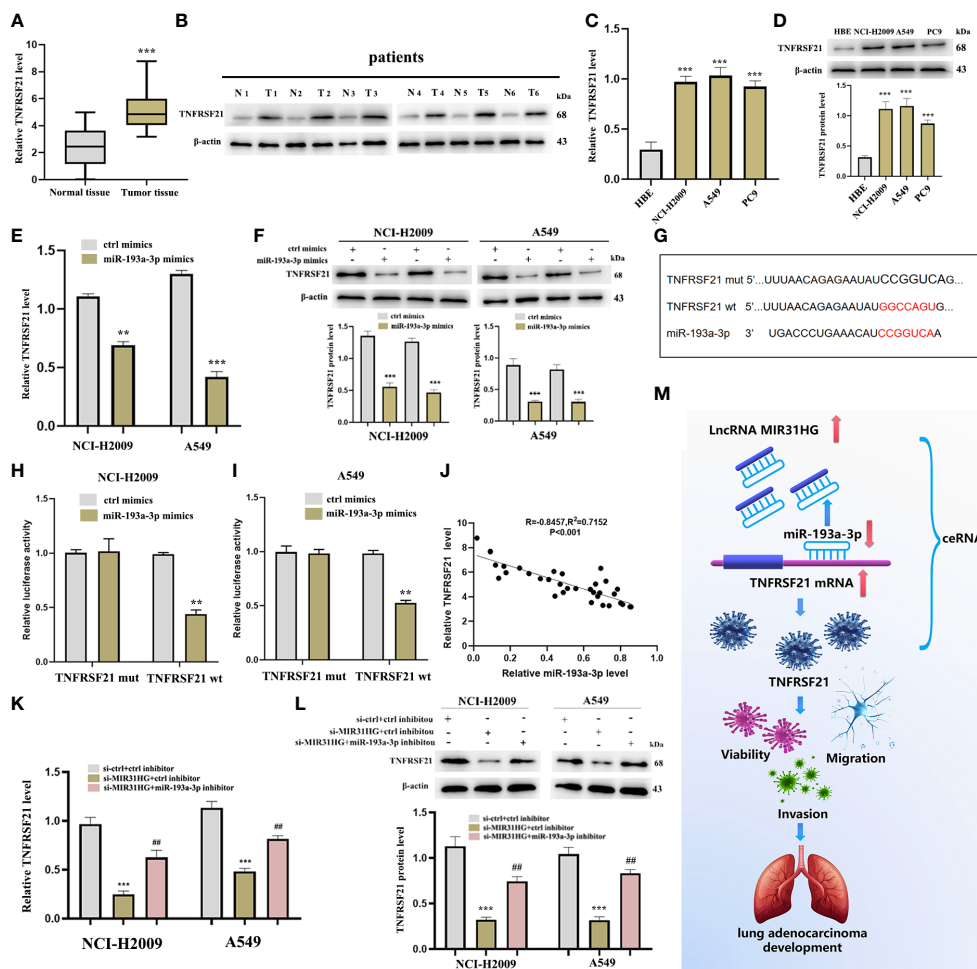 A
Relative TNFRSF21 level
10
8
6
4
2
0
***
Normal tissue
Tumor tissue
B
patients
N 1 T 1 N 2 T 2 N 3 T 3 N 4 T 4 N 5 T5 N 6 T 6 kDa
TNFRSF21 68
β-actin 43
C
Relative TNFRSF21 level
1.5
1.0
0.5
0.0
*** *** ***
HBE NCI-H2009 A549 PC9
D
HBE NCI-H2009 A549 PC9 kDa
TNFRSF21 68
β-actin 43
TNFRSF21 protein level
1.5
1.0
0.5
0.0
*** *** ***
HBE NCI-H2009 A549 PC9
E
ctrl mimics
miR-193a-3p mimics
Relative TNFRSF21 level
1.5
1.0
0.5
0.0
** ***
NCI-H2009 A549
F
NCI-H2009 A549
ctrl mimics + - + - + - + -
miR-193a-3p mimics - + - + - + - + kDa
TNFRSF21 68
β-actin 43
ctrl mimics
miR-193a-3p mimics
TNFRSF21 protein level
1.5
1.0
0.5
0.0
*** ***
NCI-H2009
ctrl mimics
miR-193a-3p mimics
TNFRSF21 protein level
1.5
1.0
0.5
0.0
*** ***
A549
G
TNFRSF21 mut 5'...UUUAACAGAGAAUAUCCGGUCAG...
TNFRSF21 wt 5'...UUUAACAGAGAAUAUGGCCAGUG...
miR-193a-3p 3' UGACCCUGAAACAUCCGGUCAA
H
NCI-H2009
ctrl mimics
miR-193a-3p mimics
Relative luciferase activity
1.5
1.0
0.5
0.0
**
TNFRSF21 mut TNFRSF21 wt
I
A549
ctrl mimics
miR-193a-3p mimics
Relative luciferase activity
1.5
1.0
0.5
0.0
**
TNFRSF21 mut TNFRSF21 wt
J
R=-0.8457,R²=0.7152
P<0.001
Relative TNFRSF21 level
10
8
6
4
2
0
0.0 0.2 0.4 0.6 0.8 1.0
Relative miR-193a-3p level
K
si-ctrl+ctrl inhibitor
si-MIR31HG+ctrl inhibitor
si-MIR31HG+miR-193a-3p inhibitor
Relative TNFRSF21 level
1.5
1.0
0.5
0.0
*** ## *** ##
NCI-H2009 A549
L
NCI-H2009 A549
si-ctrl+ctrl inhibitou + - - + - -
si-MIR31HG+ctrl inhibitou - + - - + -
si-MIR31HG+miR-193a-3p inhibitou - - + - - + kDa
TNFRSF21 68
β-actin 43
si-ctrl+ctrl inhibitor
si-MIR31HG+ctrl inhibitor
si-MIR31HG+miR-193a-3p inhibitor
TNFRSF21 protein level
1.5
1.0
0.5
0.0
*** ## *** ##
NCI-H2009 A549
M
LncRNA MIR31HG
miR-193a-3p
TNFRSF21 mRNA
ceRNA
TNFRSF21
Viability
Migration
Invasion
lung adenocarcinoma
development